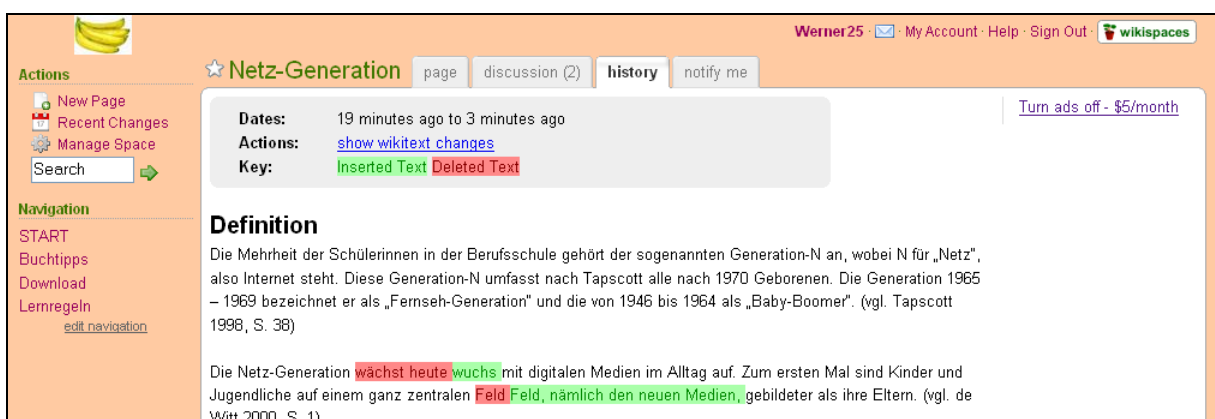 Werner25 · · My Account · Help · Sign Out · wikispaces
Actions
New Page
Recent Changes
Manage Space
Search
Navigation
START
Buchtipps
Download
Lernregeln
edit navigation
Netz-Generation page discussion (2) history notify me
Turn ads off - $5/month
Dates: 19 minutes ago to 3 minutes ago
Actions: show wikitext changes
Key: Inserted Text Deleted Text
Definition
Die Mehrheit der Schülerinnen in der Berufsschule gehört der sogenannten Generation-N an, wobei N für „Netz“,
also Internet steht. Diese Generation-N umfasst nach Tapscott alle nach 1970 Geborenen. Die Generation 1965
– 1969 bezeichnet er als „Fernseh-Generation“ und die von 1946 bis 1964 als „Baby-Boomer“. (vgl. Tapscott
1998, S. 38)
Die Netz-Generation wächst heute wuchs mit digitalen Medien im Alltag auf. Zum ersten Mal sind Kinder und
Jugendliche auf einem ganz zentralen Feld Feld, nämlich den neuen Medien, gebildeter als ihre Eltern. (vgl. de
Witt 2000, S. 1)